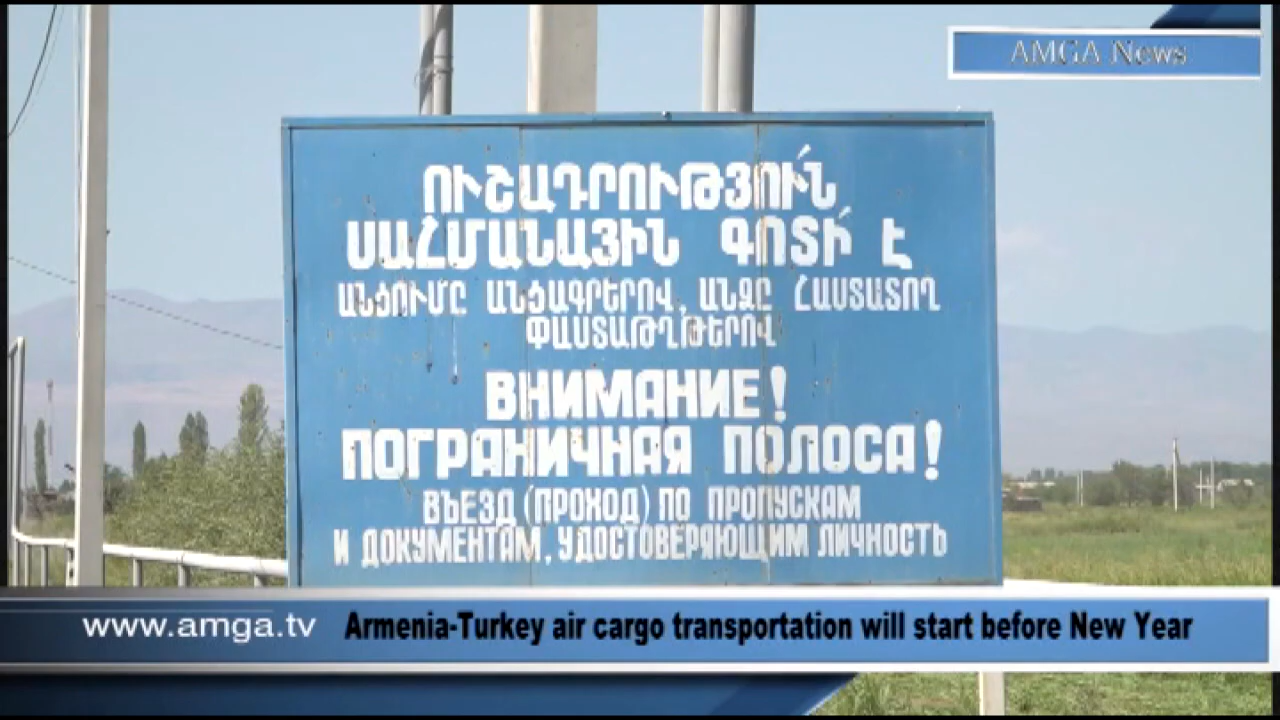 AMGA News
ՈՒՇԱԴՐՈՒԹՅՈՒ՛Ն
ՍԱՀՄԱՆԱՅԻՆ ԳՈՏԻ՛ Է
ԱՆՑՈՒՄԸ ԱՆՑԱԳՐԵՐՈՎ, ԱՆՁԸ ՀԱՍՏԱՏՈՂ
ՓԱՍՏԱԹՂԹԵՐՈՎ
ВНИМАНИЕ!
ПОГРАНИЧНАЯ ПОЛОСА!
ВЪЕЗД (ПРОХОД) ПО ПРОПУСКАМ
И ДОКУМЕНТАМ, УДОСТОВЕРЯЮЩИМ ЛИЧНОСТЬ
www.amga.tv Armenia-Turkey air cargo transportation will start before New Year